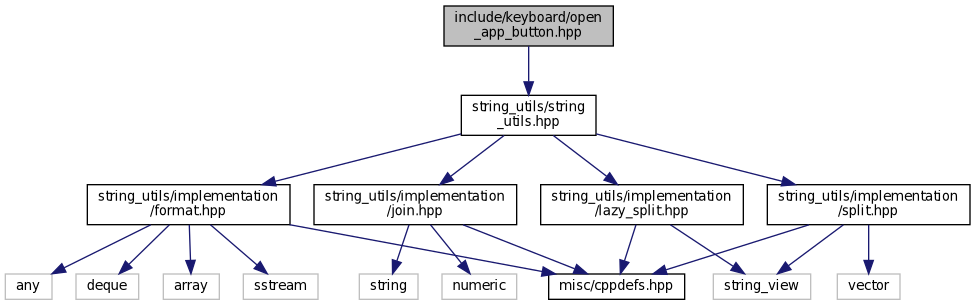 include/keyboard/open
_app_button.hpp
string_utils/string
_utils.hpp
string_utils/implementation
/format.hpp
string_utils/implementation
/join.hpp
string_utils/implementation
/lazy_split.hpp
string_utils/implementation
/split.hpp
any
deque
array
sstream
string
numeric
misc/cppdefs.hpp
string_view
vector